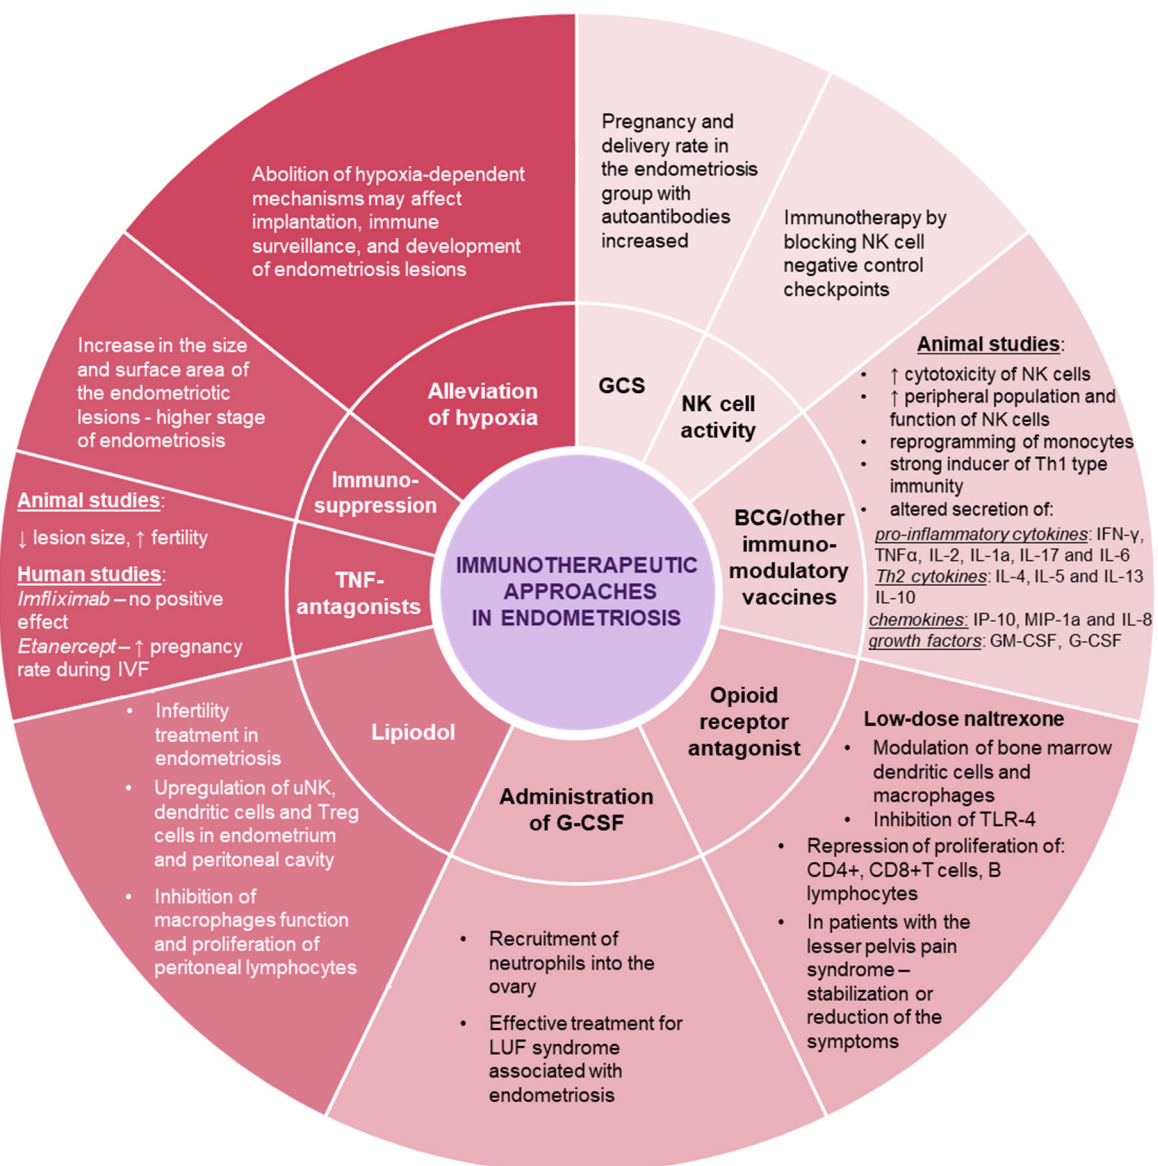 IMMUNOTHERAPEUTIC
APPROACHES
IN ENDOMETRIOSIS
GCS
Pregnancy and
delivery rate in
the endometriosis
group with
autoantibodies
increased
NK cell
activity
Immunotherapy by
blocking NK cell
negative control
checkpoints
BCG/other
immuno-
modulatory
vaccines
Animal studies:
• ↑ cytotoxicity of NK cells
• ↑ peripheral population and
function of NK cells
• reprogramming of monocytes
• strong inducer of Th1 type
immunity
• altered secretion of:
pro-inflammatory cytokines: IFN-γ,
TNFα, IL-2, IL-1a, IL-17 and IL-6
Th2 cytokines: IL-4, IL-5 and IL-13
IL-10
chemokines: IP-10, MIP-1a and IL-8
growth factors: GM-CSF, G-CSF
Opioid
receptor
antagonist
Low-dose naltrexone
• Modulation of bone marrow
dendritic cells and
macrophages
• Inhibition of TLR-4
• Repression of proliferation of:
CD4+, CD8+T cells, B
lymphocytes
• In patients with the
lesser pelvis pain
syndrome –
stabilization or
reduction of the
symptoms
Administration
of G-CSF
• Recruitment of
neutrophils into the
ovary
• Effective treatment for
LUF syndrome
associated with
endometriosis
Lipiodol
• Infertility
treatment in
endometriosis
• Upregulation of uNK,
dendritic cells and Treg
cells in endometrium
and peritoneal cavity
• Inhibition of
macrophages function
and proliferation of
peritoneal lymphocytes
TNF-
antagonists
Animal studies:
↓ lesion size, ↑ fertility
Human studies:
Imfliximab – no positive
effect
Etanercept – ↑ pregnancy
rate during IVF
Immuno-
suppression
Increase in the size
and surface area of
the endometriotic
lesions - higher stage
of endometriosis
Alleviation
of hypoxia
Abolition of hypoxia-dependent
mechanisms may affect
implantation, immune
surveillance, and development
of endometriosis lesions